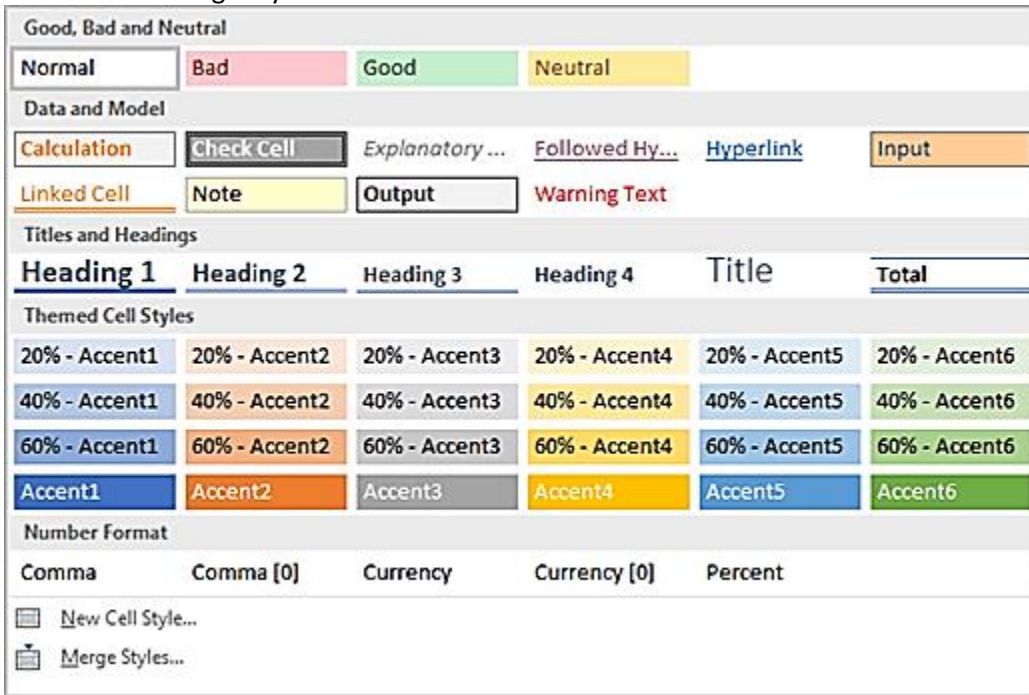 Good, Bad and Neutral
Normal Bad Good Neutral
Data and Model
Calculation Check Cell Explanatory ... Followed Hy... Hyperlink Input
Linked Cell Note Output Warning Text
Titles and Headings
Heading 1 Heading 2 Heading 3 Heading 4 Title Total
Themed Cell Styles
20% - Accent1 20% - Accent2 20% - Accent3 20% - Accent4 20% - Accent5 20% - Accent6
40% - Accent1 40% - Accent2 40% - Accent3 40% - Accent4 40% - Accent5 40% - Accent6
60% - Accent1 60% - Accent2 60% - Accent3 60% - Accent4 60% - Accent5 60% - Accent6
Accent1 Accent2 Accent3 Accent4 Accent5 Accent6
Number Format
Comma Comma [0] Currency Currency [0] Percent
New Cell Style...
Merge Styles...